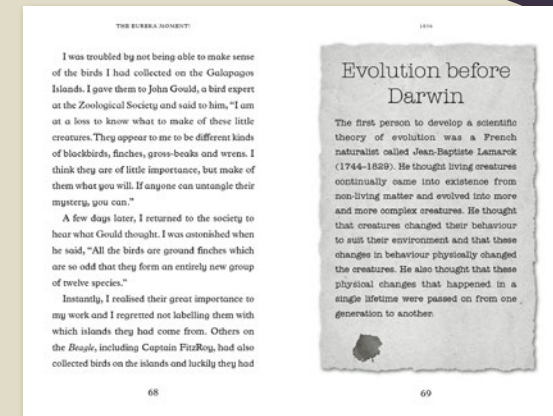 THE EUREKA MOMENT!
I was troubled by not being able to make sense
of the birds I had collected on the Galapagos
Islands. I gave them to John Gould, a bird expert
at the Zoological Society and said to him, “I am
at a loss to know what to make of these little
creatures. They appear to me to be different kinds
of blackbirds, finches, gross-beaks and wrens. I
think they are of little importance, but make of
them what you will. If anyone can untangle their
mystery, you can.”
A few days later, I returned to the society to
hear what Gould thought. I was astonished when
he said, “All the birds are ground finches which
are so odd that they form an entirely new group
of twelve species.”
Instantly, I realised their great importance to
my work and I regretted not labelling them with
which islands they had come from. Others on
the Beagle, including Captain FitzRoy, had also
collected birds on the islands and luckily they had
68
Evolution before
Darwin
The first person to develop a scientific
theory of evolution was a French
naturalist called Jean-Baptiste Lamarck
(1744–1829). He thought living creatures
continually came into existence from
non-living matter and evolved into more
and more complex creatures. He thought
that creatures changed their behaviour
to suit their environment and that these
changes in behaviour physically changed
the creatures. He also thought that these
physical changes that happened in a
single lifetime were passed on from one
generation to another.
69